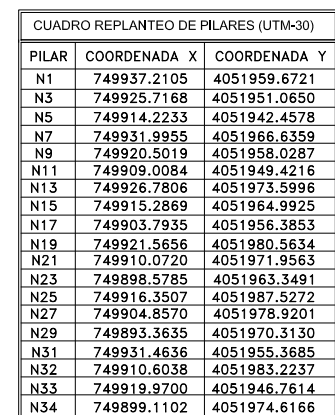 CUADRO REPLANTEO DE PILARES (UTM-30)
PILAR COORDENADA X COORDENADA Y
N1 749937.2105 4051959.6721
N3 749925.7168 4051951.0650
N5 749914.2233 4051942.4578
N7 749931.9955 4051966.6359
N9 749920.5019 4051958.0287
N11 749909.0084 4051949.4216
N13 749926.7806 4051973.5996
N15 749915.2869 4051964.9925
N17 749903.7935 4051956.3853
N19 749921.5656 4051980.5634
N21 749910.0720 4051971.9563
N23 749898.5785 4051963.3491
N25 749916.3507 4051987.5272
N27 749904.8570 4051978.9201
N29 749893.3635 4051970.3130
N31 749931.4636 4051955.3685
N32 749910.6038 4051983.2237
N33 749919.9700 4051946.7614
N34 749899.1102 4051974.6166